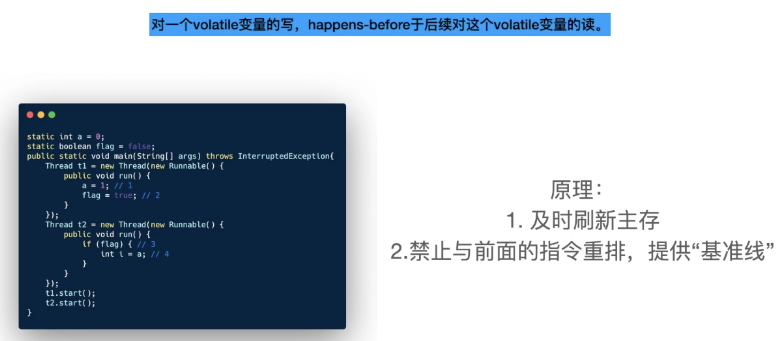 对一个volatile变量的写，happens-before于后续对这个volatile变量的读。
static int a = 0;
static boolean flag = false;
public static void main(String[] args) throws InterruptedException{
    Thread t1 = new Thread(new Runnable() {
        public void run() {
            a = 1; // 1
            flag = true; // 2
        }
    });
    Thread t2 = new Thread(new Runnable() {
        public void run() {
            if (flag) { // 3
                int i = a; // 4
            }
        }
    });
    t1.start();
    t2.start();
}
原理：
1. 及时刷新主存
2.禁止与前面的指令重排，提供“基准线”